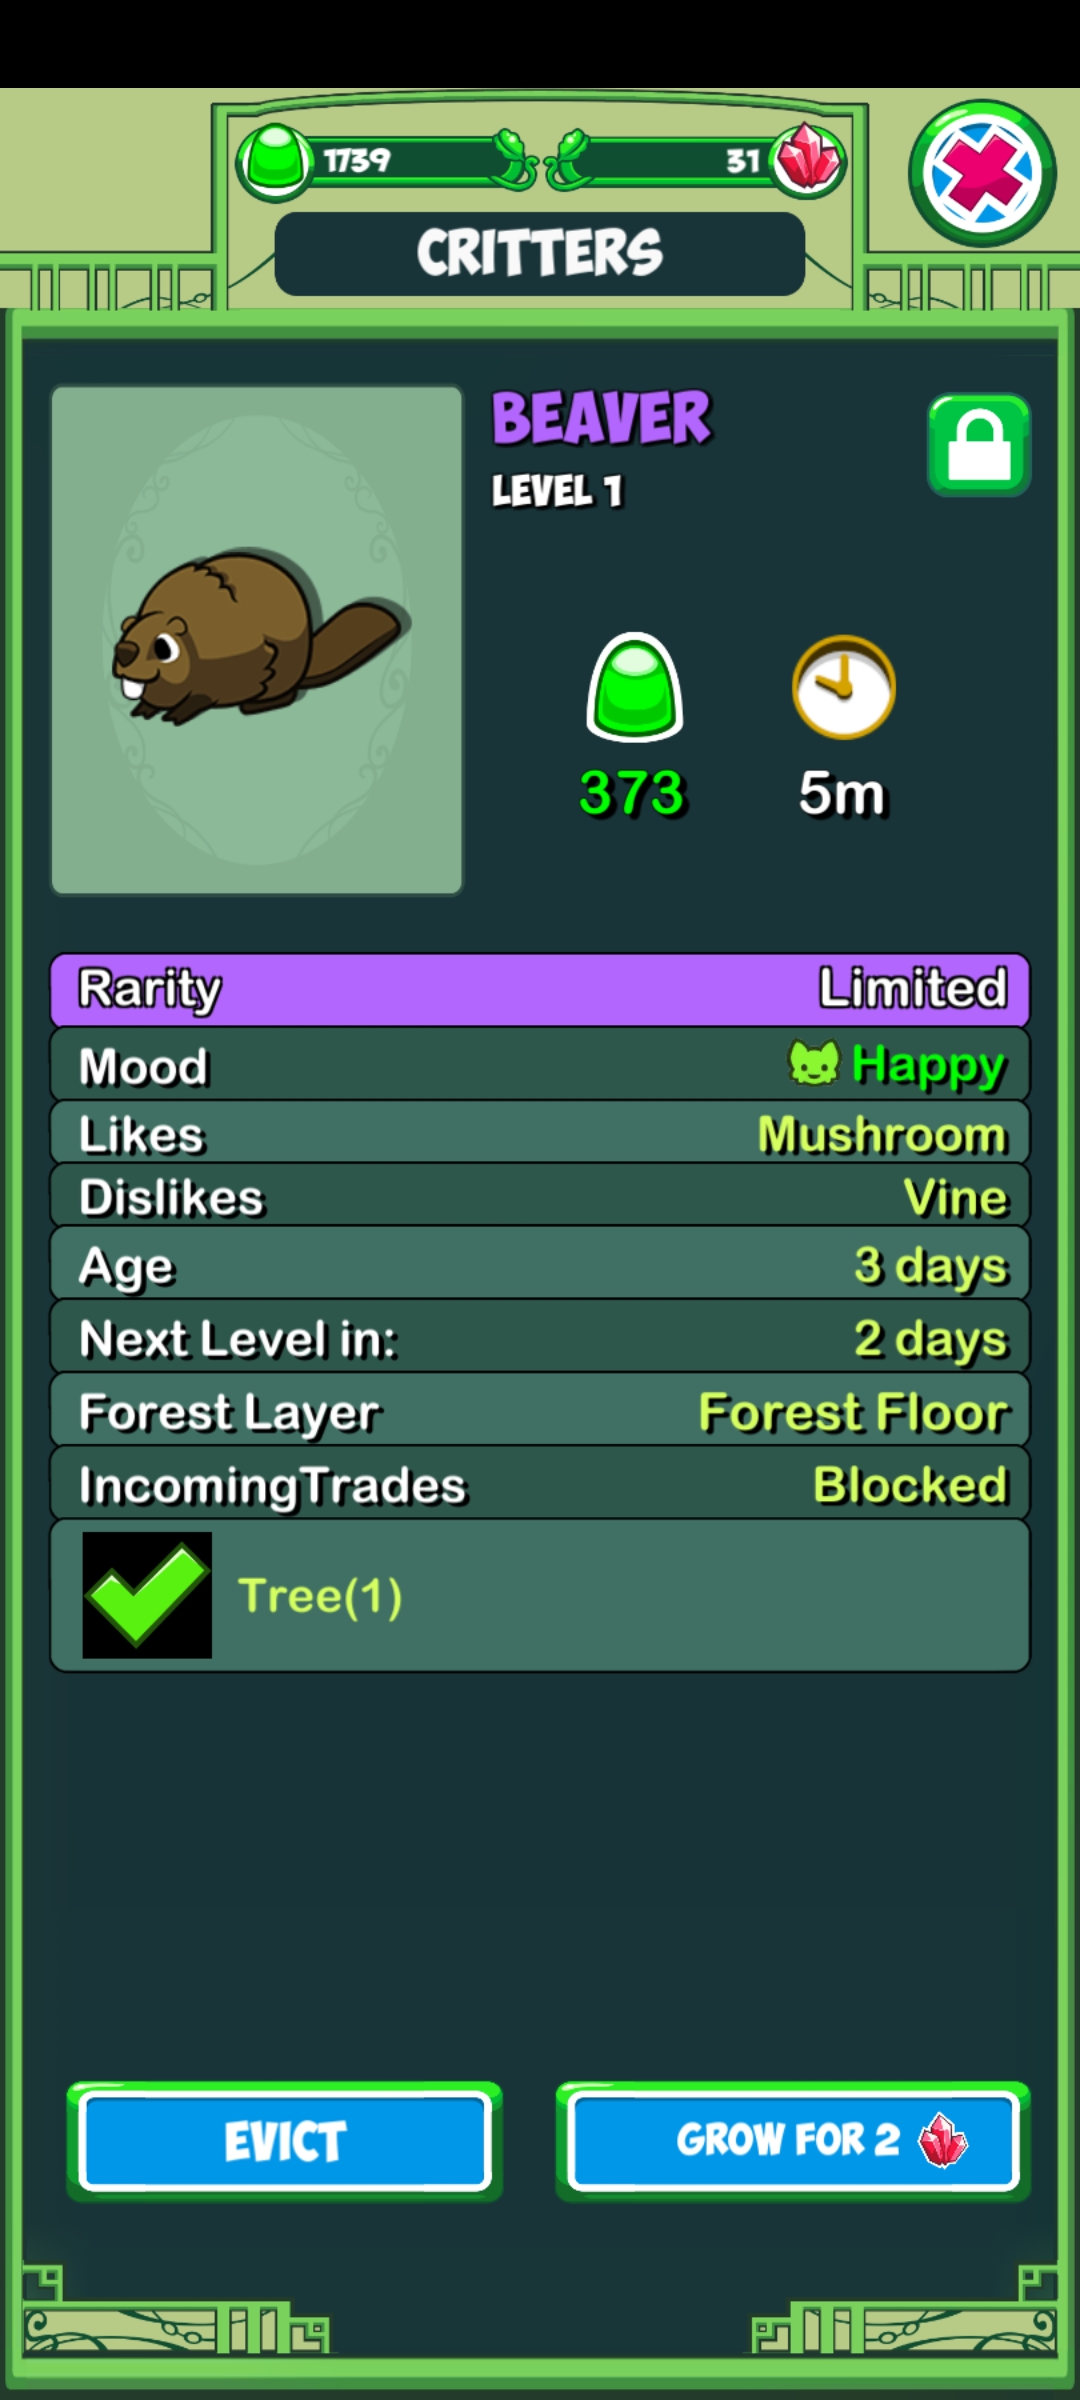 1739 31
CRITTERS
BEAVER
LEVEL 1
373 5m
Rarity Limited
Mood Happy
Likes Mushroom
Dislikes Vine
Age 3 days
Next Level in: 2 days
Forest Layer Forest Floor
IncomingTrades Blocked
Tree(1)
EVICT GROW FOR 2